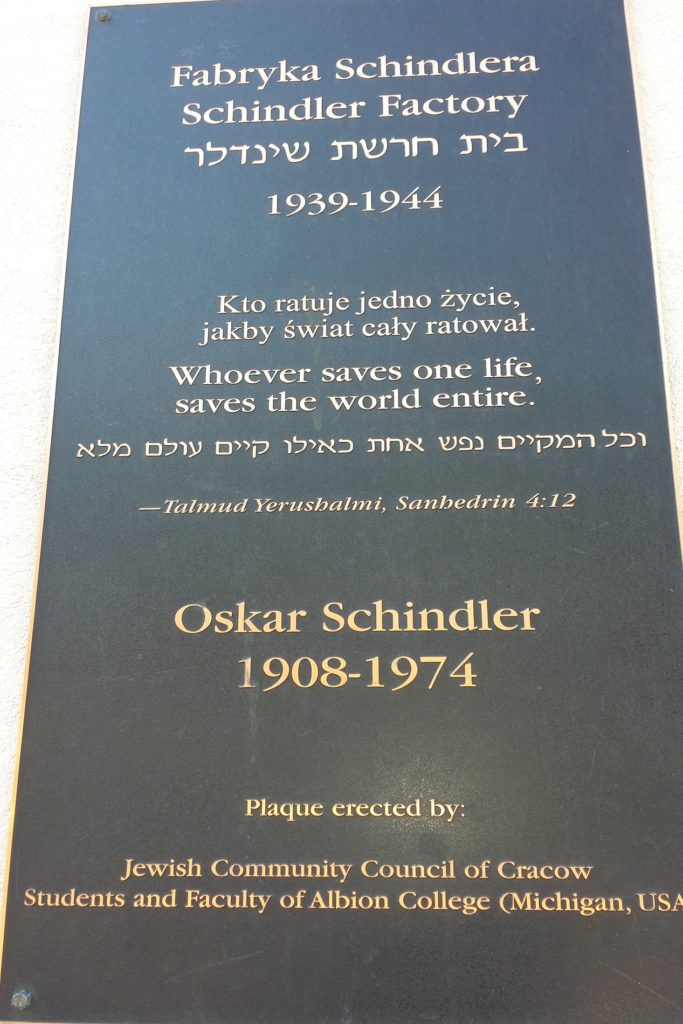 Fabryka Schindlera
Schindler Factory
בית חרשת שינדלר
1939-1944
Kto ratuje jedno życie,
jakby świat cały ratował.
Whoever saves one life,
saves the world entire.
וכל המקיים נפש אחת כאילו קיים עולם מלא
—Talmud Yerushalmi, Sanhedrin 4:12
Oskar Schindler
1908-1974
Plaque erected by:
Jewish Community Council of Cracow
Students and Faculty of Albion College (Michigan, USA